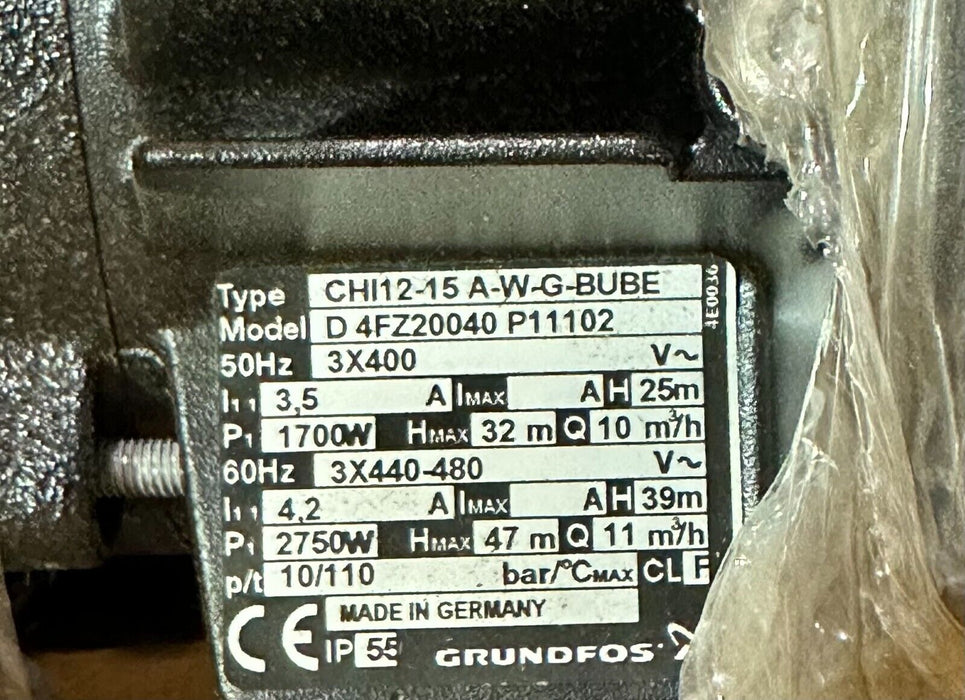 Type CHI12-15 A-W-G-BUBE
Model D 4FZ20040 P11102
50Hz 3X400 V~
I1/1 3,5 A IMAX A H 25m
P1 1700W HMAX 32 m Q 10 m³/h
60Hz 3X440-480 V~
I1/1 4,2 A IMAX A H 39m
P1 2750W HMAX 47 m Q 11 m³/h
p/t 10/110 bar/°CMAX CL F
CE MADE IN GERMANY
IP 55 GRUNDFOS
4E0036